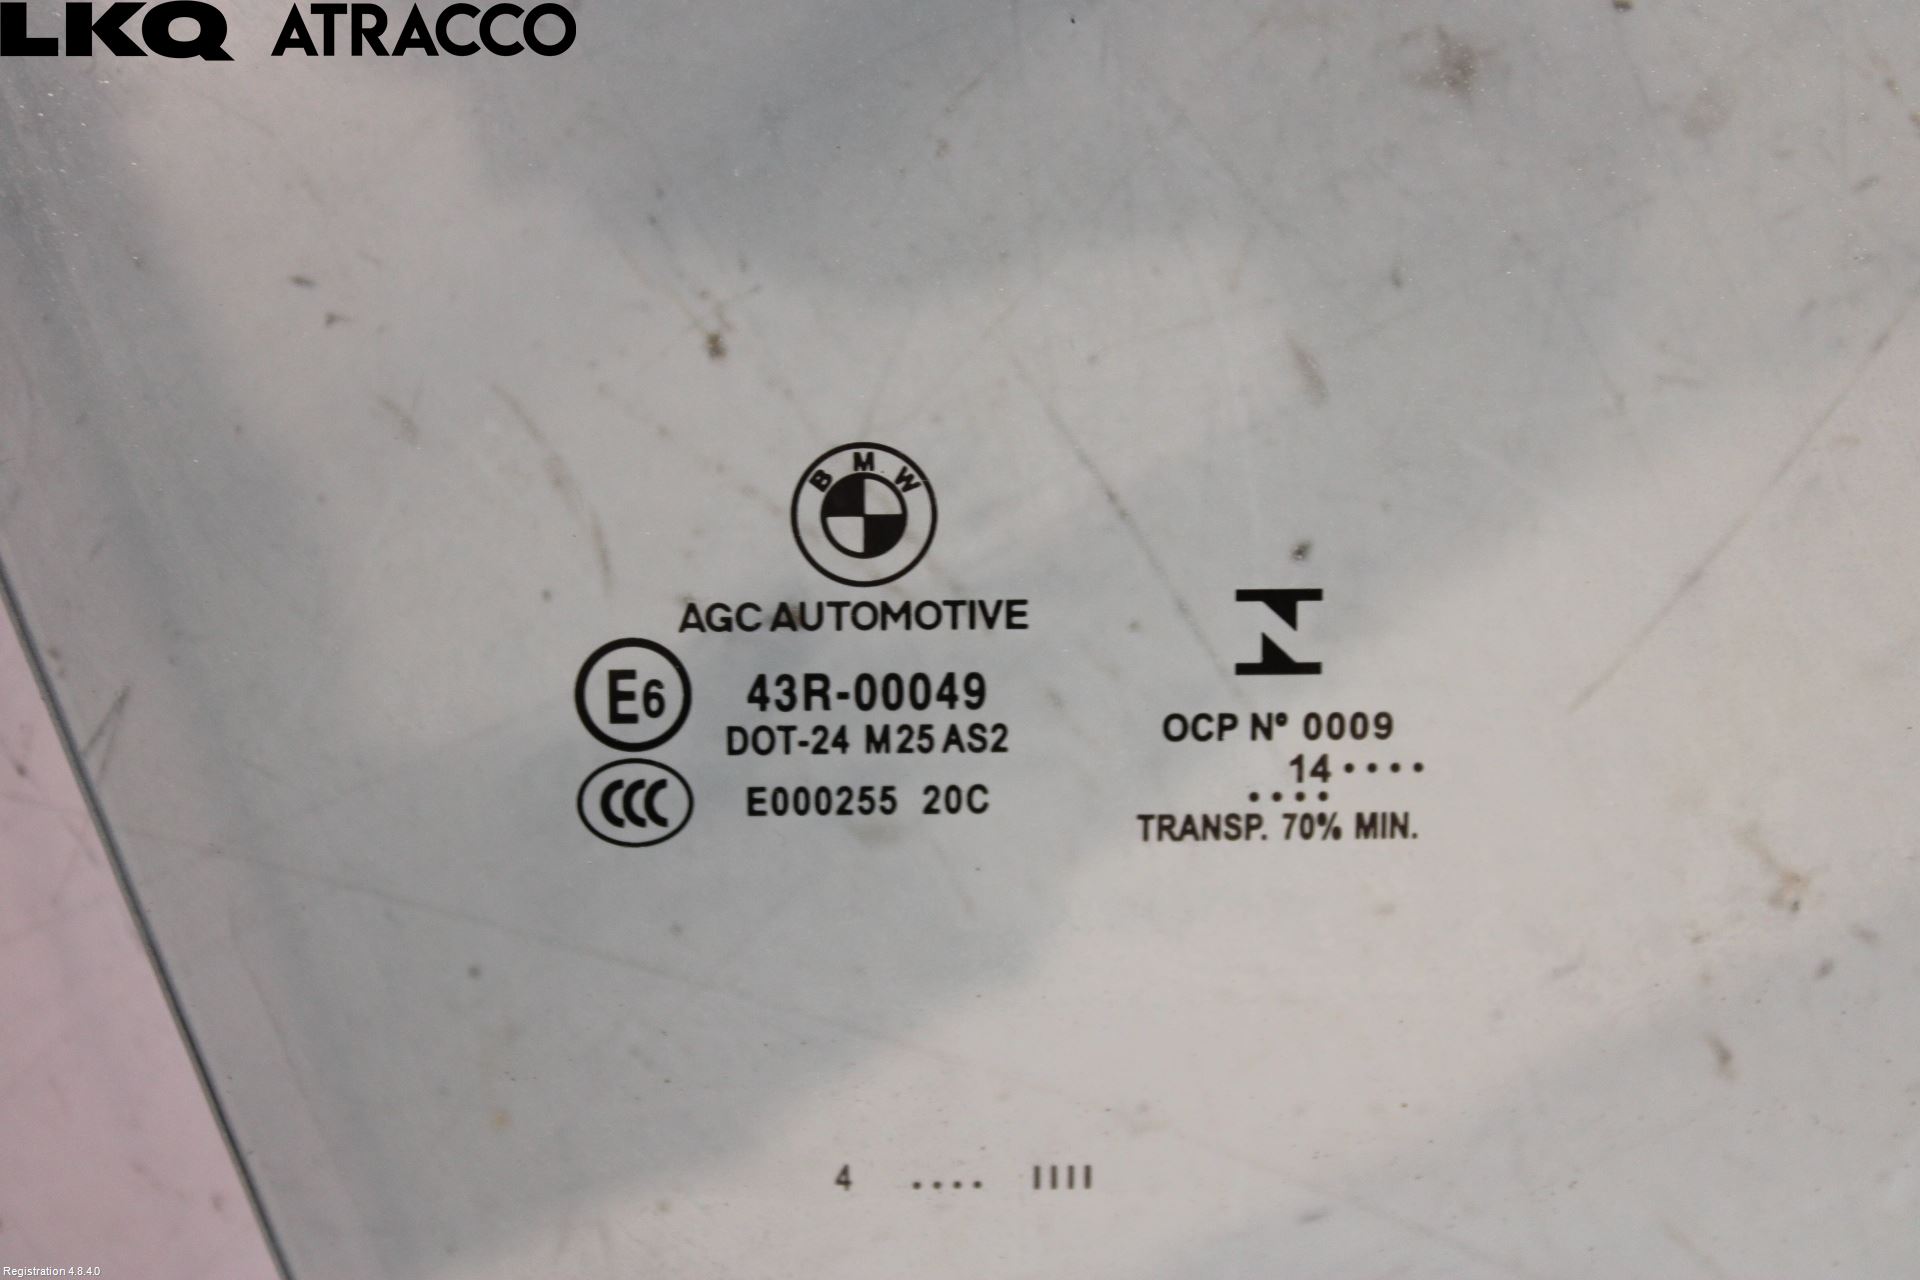 LKQ ATRACCO
BMW
AGC AUTOMOTIVE
E6 43R-00049
DOT-24 M25 AS2
CCC E000255 20C
OCP Nº 0009
14 ····
····
TRANSP. 70% MIN.
4 .... IIII
Registration 4.8.4.0